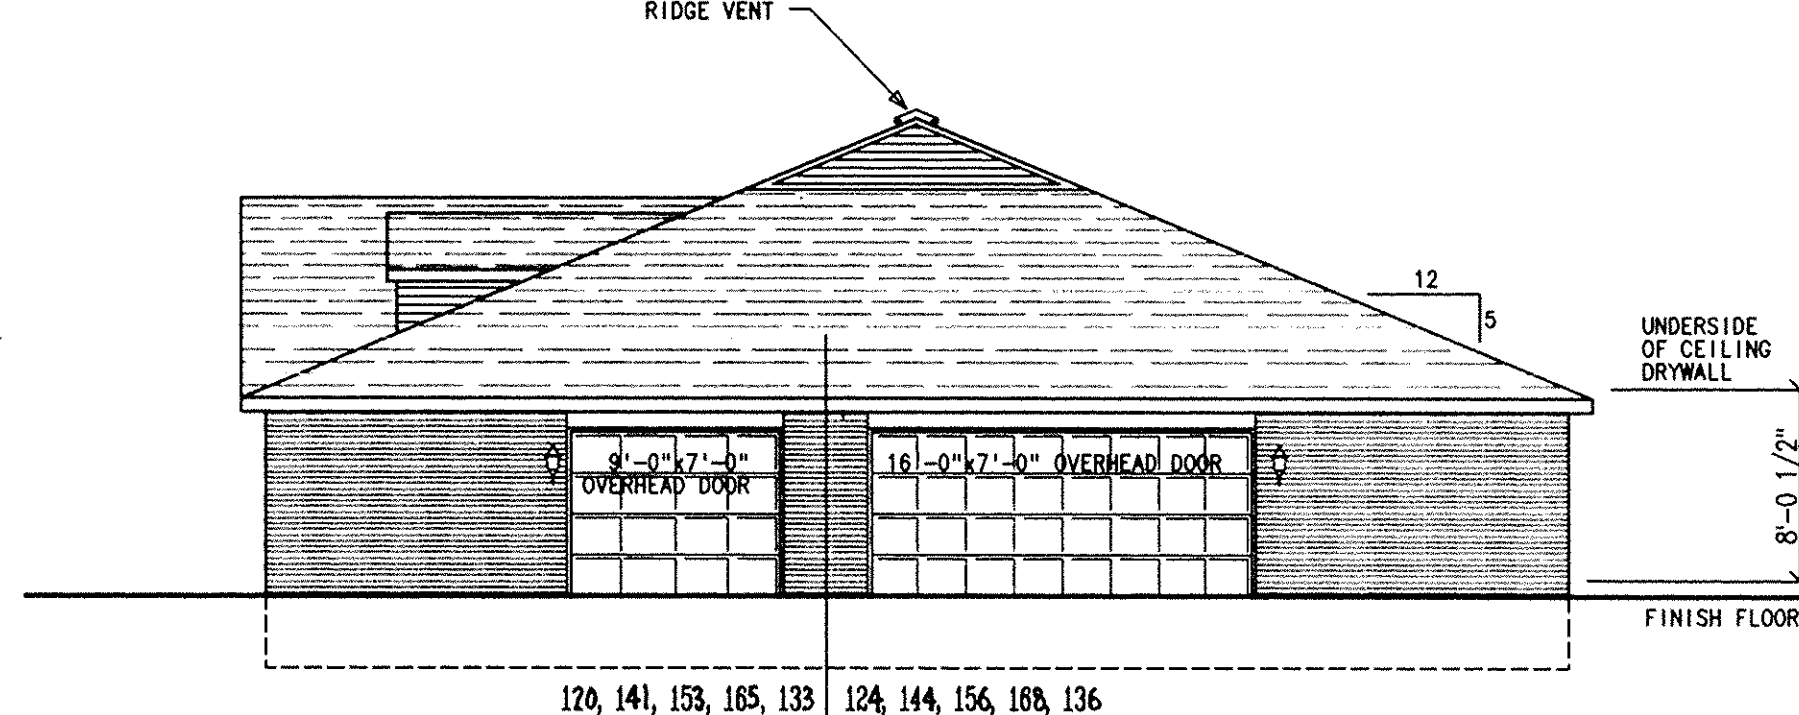 RIDGE VENT
12
5
UNDERSIDE
OF CEILING
DRYWALL
9'-0"x7'-0"
OVERHEAD DOOR
16'-0"x7'-0" OVERHEAD DOOR
8'-0 1/2"
FINISH FLOOR
120, 141, 153, 165, 133
124, 144, 156, 168, 136